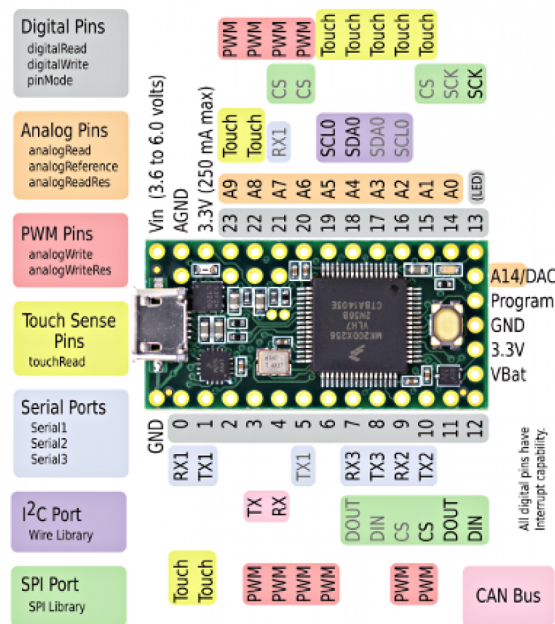 Digital Pins
digitalRead
digitalWrite
pinMode
Analog Pins
analogRead
analogReference
analogReadRes
PWM Pins
analogWrite
analogWriteRes
Touch Sense
Pins
touchRead
Serial Ports
Serial1
Serial2
Serial3
I2C Port
Wire Library
SPI Port
SPI Library
PWM PWM PWM PWM Touch Touch Touch Touch Touch
CS CS CS SCK SCK
Touch Touch RX1 SCL0 SDA0 SDA0 SCL0
Vin (3.6 to 6.0 volts)
AGND
3.3V (250 mA max)
A9 A8 A7 A6 A5 A4 A3 A2 A1 A0 (LED)
23 22 21 20 19 18 17 16 15 14 13
A14/DAC
Program
GND
3.3V
VBat
MK20DX256
VLH7
2N56B
CTBA1405E
GND 0 1 2 3 4 5 6 7 8 9 10 11 12
RX1 TX1 TX1 RX3 TX3 RX2 TX2
TX RX DOUT DIN CS CS DOUT DIN
Touch Touch PWM PWM PWM PWM PWM PWM
All digital pins have
Interrupt capability.
CAN Bus